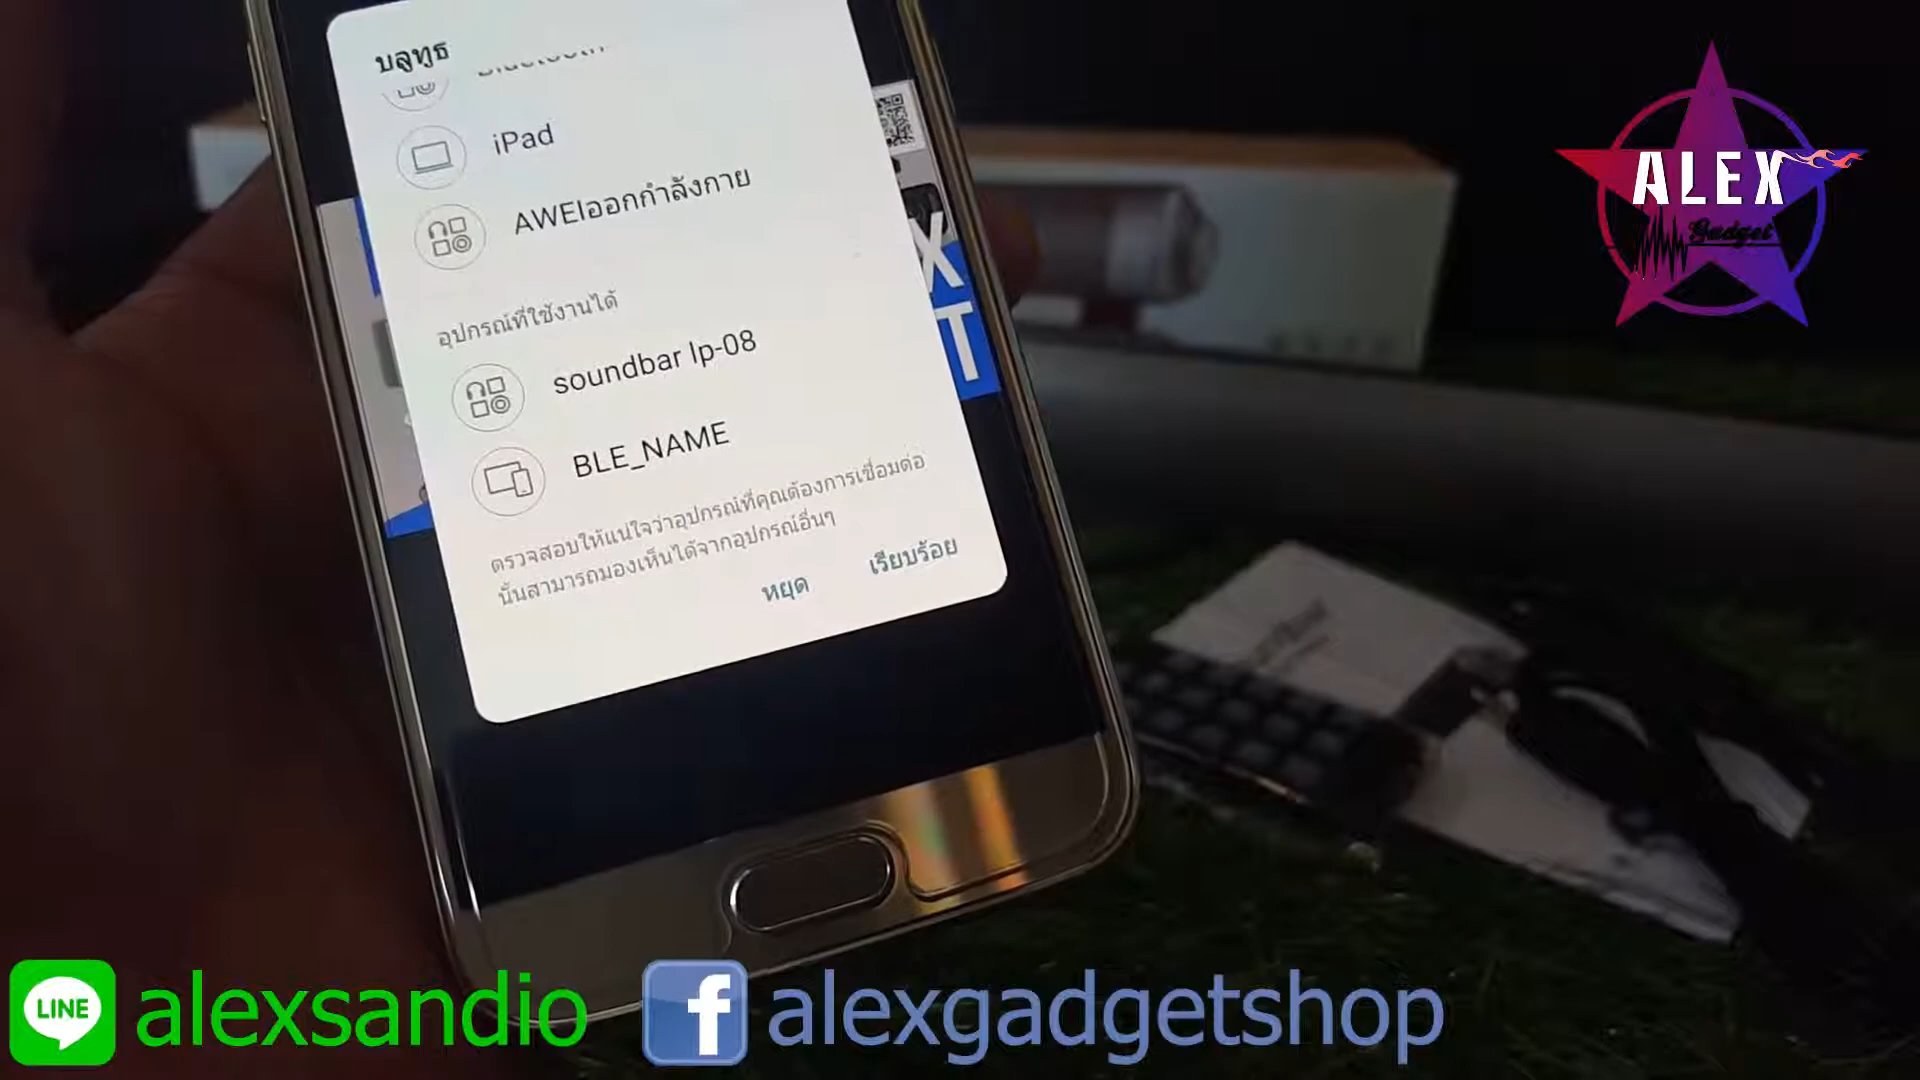 บลูทูธ
Bluetooth
iPad
AWEIออกกำลังกาย
อุปกรณ์ที่ใช้งานได้
soundbar lp-08
BLE_NAME
ตรวจสอบให้แน่ใจว่าอุปกรณ์ที่คุณต้องการเชื่อมต่อ
นั้นสามารถมองเห็นได้จากอุปกรณ์อื่นๆ
หยุด
เรียบร้อย
X
T
ALEX
Gadget
LINE
alexsandio
f
alexgadgetshop